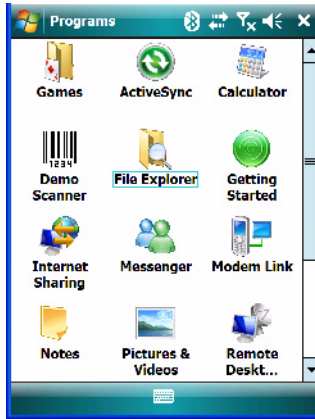 Programs
Games ActiveSync Calculator
1234
Demo Scanner File Explorer Getting Started
Internet Sharing Messenger Modem Link
Notes Pictures & Videos Remote Deskt...